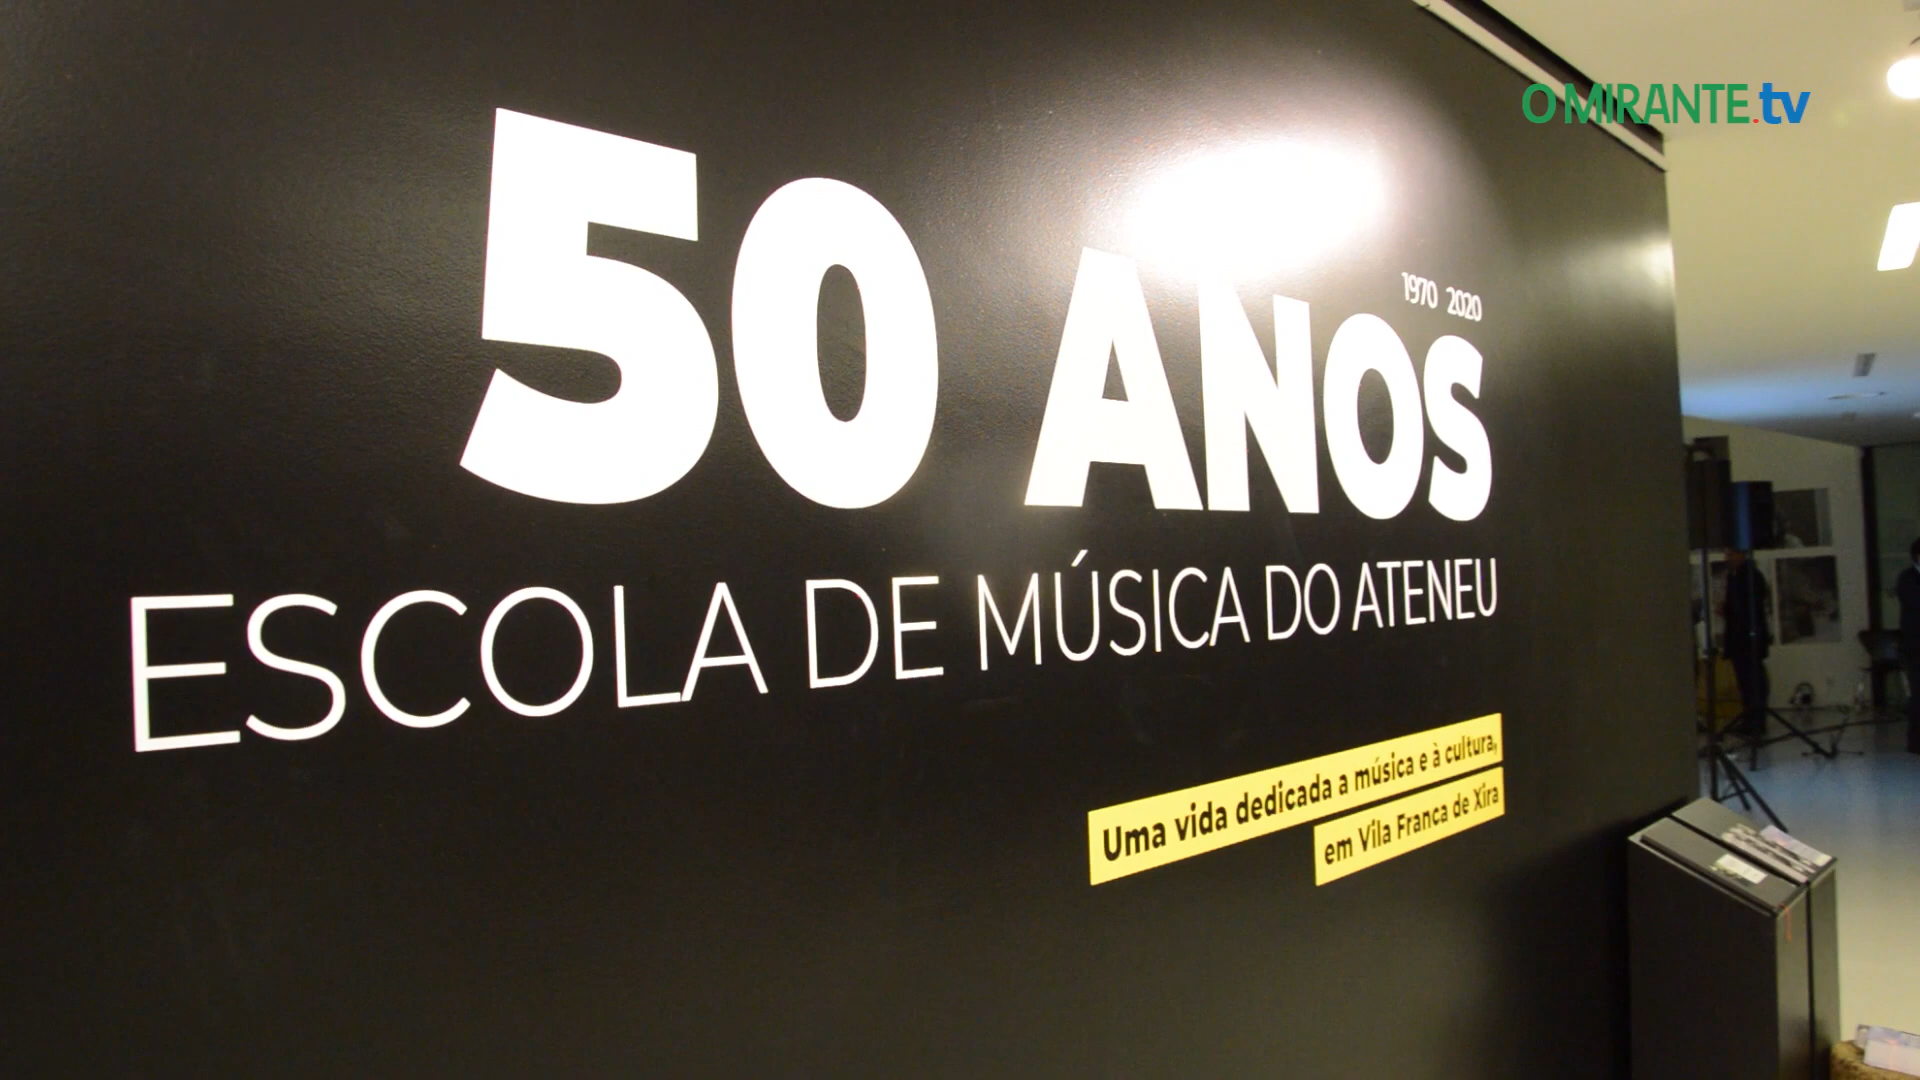 O MIRANTE.tv
1970 2020
50 ANOS
ESCOLA DE MÚSICA DO ATENEU
Uma vida dedicada a música e à cultura,
em Vila Franca de Xira